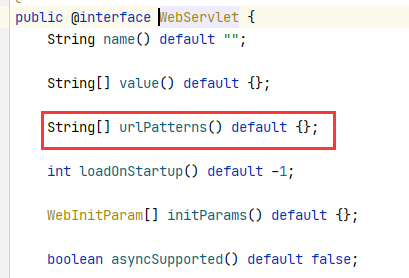 public @interface WebServlet {
String name() default "";
String[] value() default {};
String[] urlPatterns() default {};
int loadOnStartup() default -1;
WebInitParam[] initParams() default {};
boolean asyncSupported() default false;